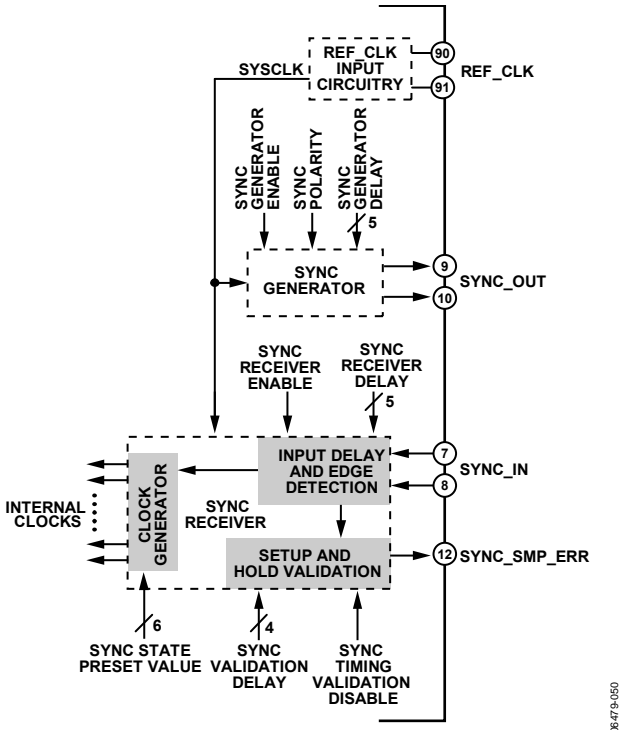 REF_CLK
INPUT
CIRCUITRY
90
91
REF_CLK
SYSCLK
SYNC
GENERATOR
ENABLE
SYNC
POLARITY
SYNC
GENERATOR
DELAY
5
SYNC
GENERATOR
9
10
SYNC_OUT
SYNC
RECEIVER
ENABLE
SYNC
RECEIVER
DELAY
5
INPUT DELAY
AND EDGE
DETECTION
7
8
SYNC_IN
CLOCK
GENERATOR
INTERNAL
CLOCKS
SYNC
RECEIVER
SETUP AND
HOLD VALIDATION
12
SYNC_SMP_ERR
6
SYNC STATE
PRESET VALUE
4
SYNC
VALIDATION
DELAY
SYNC
TIMING
VALIDATION
DISABLE
06479-050